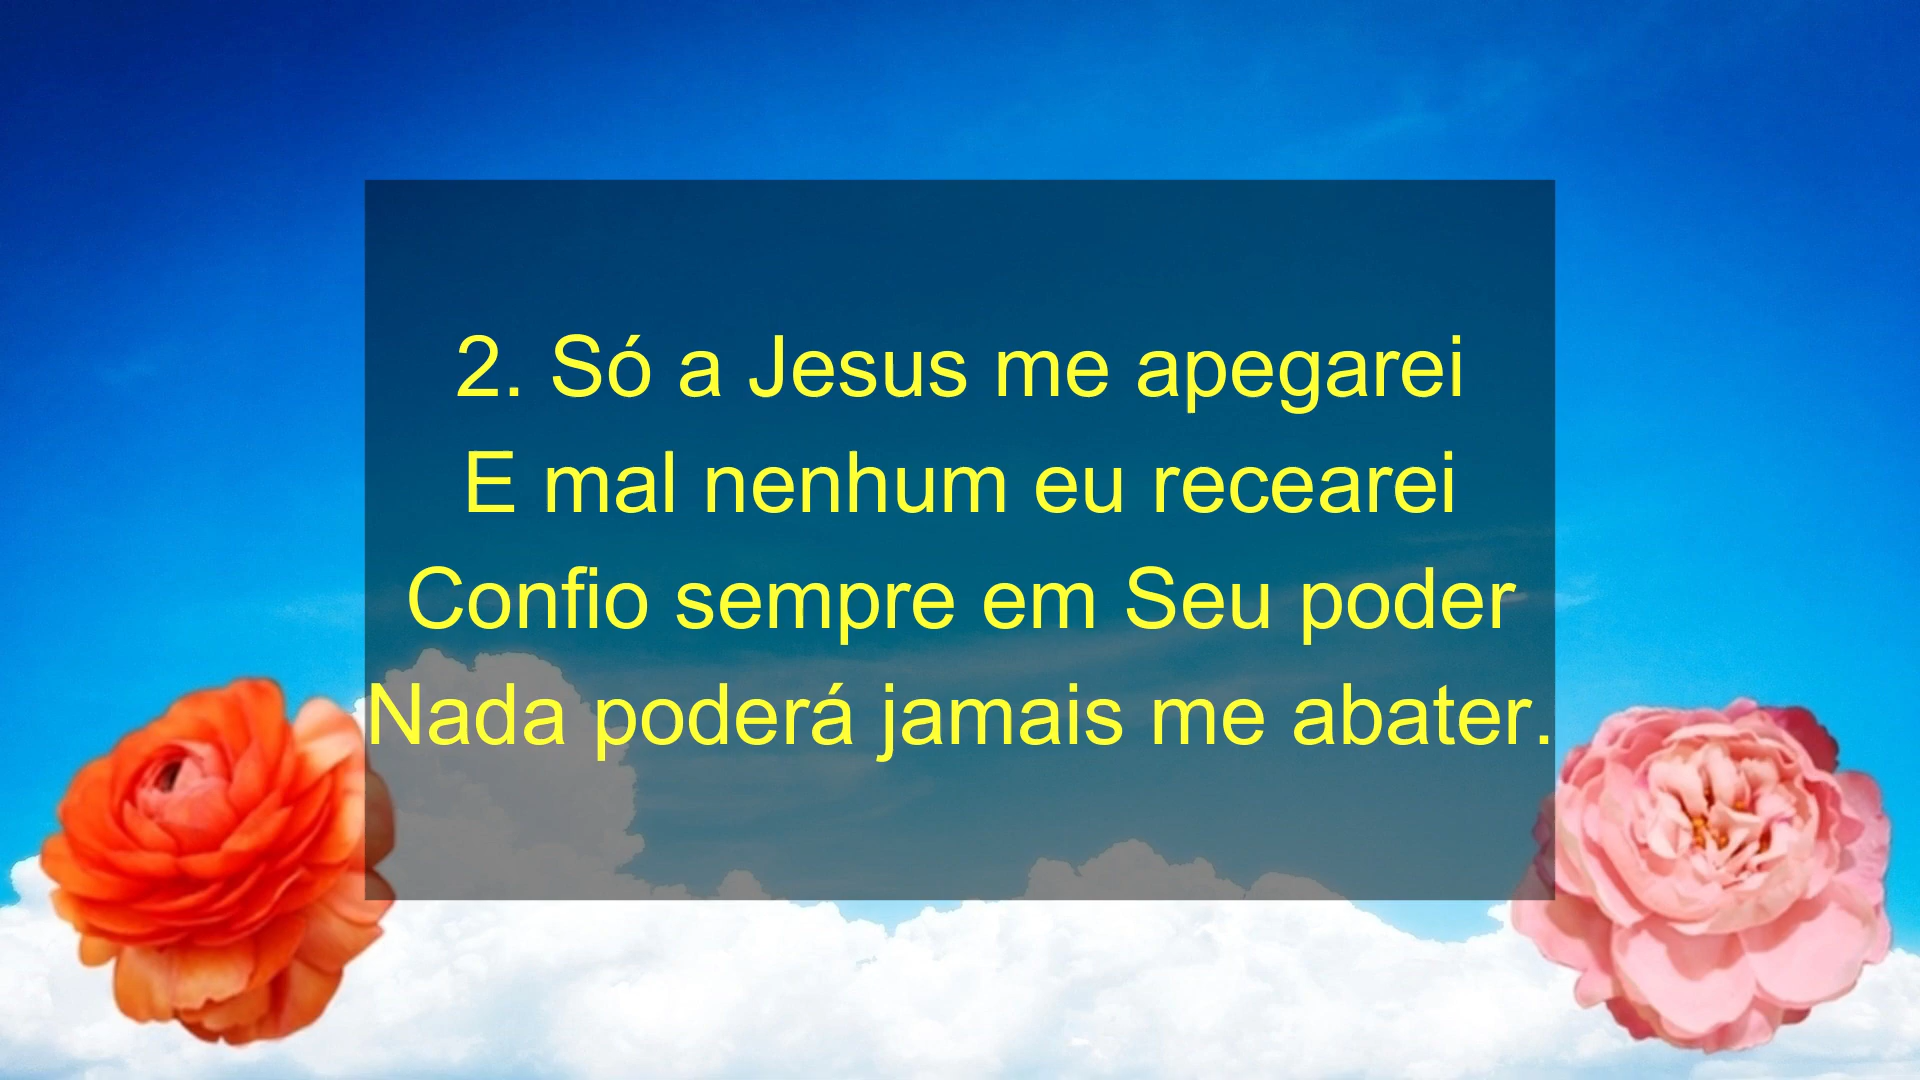 2. Só a Jesus me apegarei
E mal nenhum eu recearei
Confio sempre em Seu poder
Nada poderá jamais me abater.